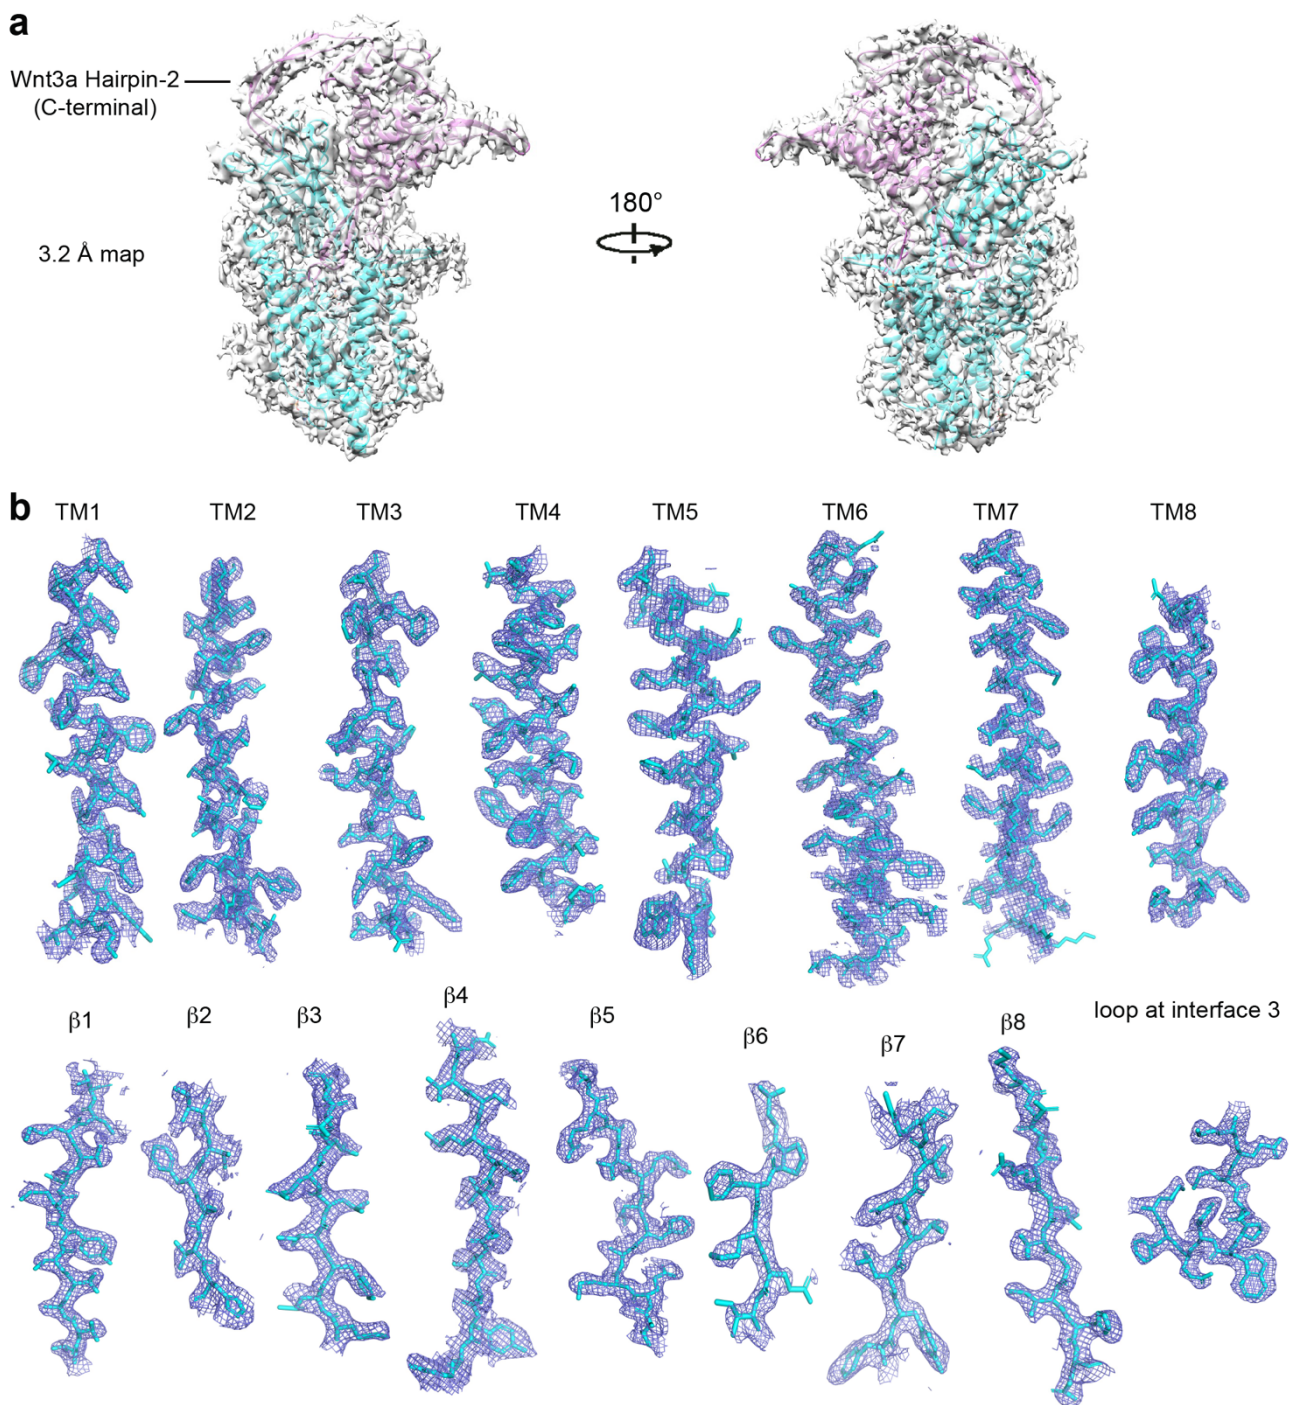 a
Wnt3a Hairpin-2
(C-terminal)
3.2 Å map
180°
b
TM1 TM2 TM3 TM4 TM5 TM6 TM7 TM8
β1 β2 β3 β4 β5 β6 β7 β8 loop at interface 3